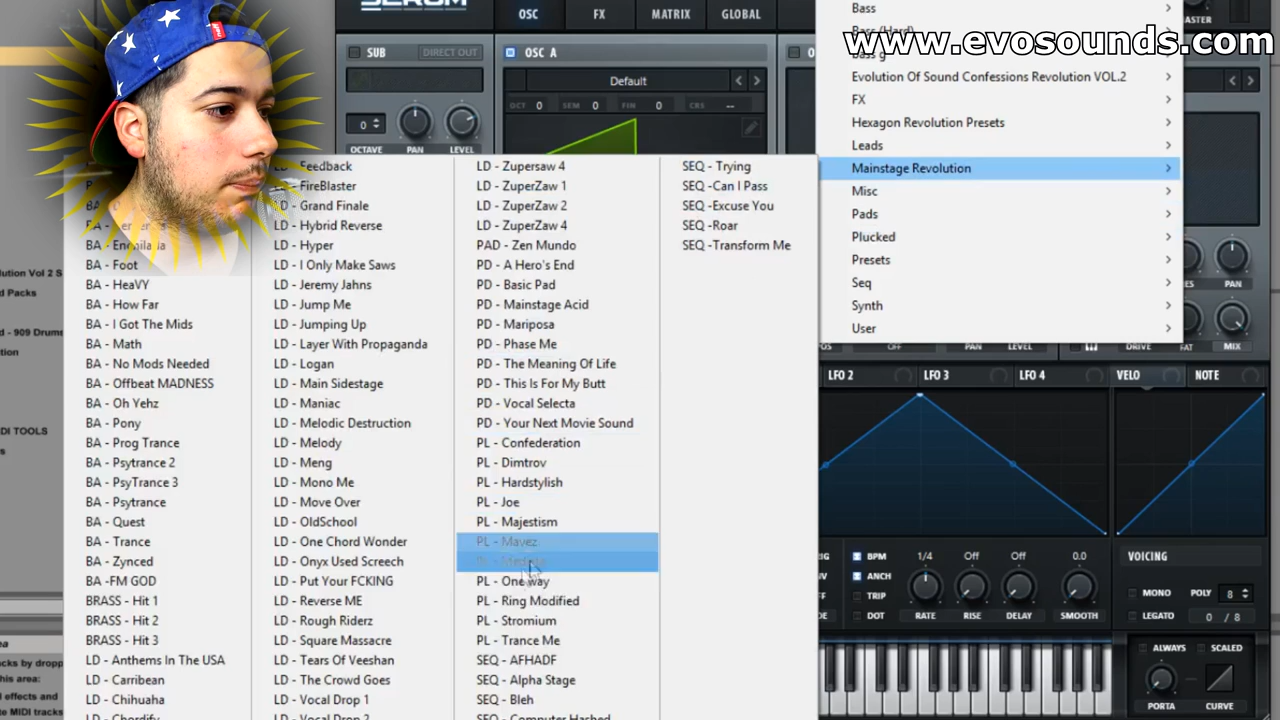 www.evosounds.com
SERUM
OSC
FX
MATRIX
GLOBAL
SUB
DIRECT OUT
OSC A
Default
OCT 0 SEM 0 FIN 0 CRS --
0
OCTAVE
PAN
LEVEL
Bass
Bass (Hard)
Evolution Of Sound Confessions Revolution VOL.2
FX
Hexagon Revolution Presets
Leads
Mainstage Revolution
Misc
Pads
Plucked
Presets
Seq
Synth
User
BA - Enchilada
BA - Foot
BA - HeaVY
BA - How Far
BA - I Got The Mids
BA - Math
BA - No Mods Needed
BA - Offbeat MADNESS
BA - Oh Yehz
BA - Pony
BA - Prog Trance
BA - Psytrance 2
BA - PsyTrance 3
BA - Psytrance
BA - Quest
BA - Trance
BA - Zynced
BA -FM GOD
BRASS - Hit 1
BRASS - Hit 2
BRASS - Hit 3
LD - Anthems In The USA
LD - Carribean
LD - Chihuaha
LD - Chordify
LD - Feedback
LD - FireBlaster
LD - Grand Finale
LD - Hybrid Reverse
LD - Hyper
LD - I Only Make Saws
LD - Jeremy Jahns
LD - Jump Me
LD - Jumping Up
LD - Layer With Propaganda
LD - Logan
LD - Main Sidestage
LD - Maniac
LD - Melodic Destruction
LD - Melody
LD - Meng
LD - Mono Me
LD - Move Over
LD - OldSchool
LD - One Chord Wonder
LD - Onyx Used Screech
LD - Put Your FCKING
LD - Reverse ME
LD - Rough Riderz
LD - Square Massacre
LD - Tears Of Veeshan
LD - The Crowd Goes
LD - Vocal Drop 1
LD - Vocal Drop 2
LD - Zupersaw 4
LD - ZuperZaw 1
LD - ZuperZaw 2
LD - ZuperZaw 4
PAD - Zen Mundo
PD - A Hero's End
PD - Basic Pad
PD - Mainstage Acid
PD - Mariposa
PD - Phase Me
PD - The Meaning Of Life
PD - This Is For My Butt
PD - Vocal Selecta
PD - Your Next Movie Sound
PL - Confederation
PL - Dimtrov
PL - Hardstylish
PL - Joe
PL - Majestism
PL - Mavez
PL - One way
PL - Ring Modified
PL - Stromium
PL - Trance Me
SEQ - AFHADF
SEQ - Alpha Stage
SEQ - Bleh
SEQ - Computer Hached
SEQ - Trying
SEQ -Can I Pass
SEQ -Excuse You
SEQ -Roar
SEQ -Transform Me
PAN
OFF
PAN
LEVEL
DRIVE
FAT
MIX
LFO 2
LFO 3
LFO 4
VELO
NOTE
BPM
ANCH
TRIP
DOT
1/4
Off
Off
0.0
RATE
RISE
DELAY
SMOOTH
VOICING
MONO
POLY
8
LEGATO
0 / 8
ALWAYS
SCALED
PORTA
CURVE